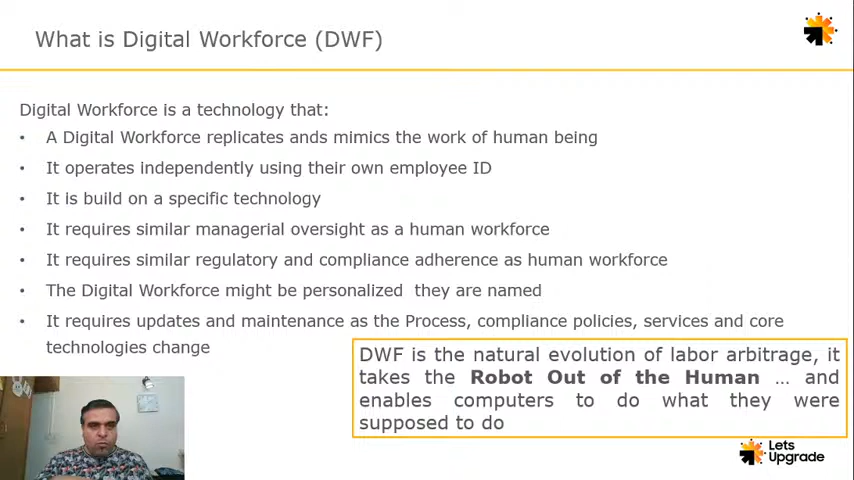 What is Digital Workforce (DWF)
Digital Workforce is a technology that:
• A Digital Workforce replicates ands mimics the work of human being
• It operates independently using their own employee ID
• It is build on a specific technology
• It requires similar managerial oversight as a human workforce
• It requires similar regulatory and compliance adherence as human workforce
• The Digital Workforce might be personalized  they are named
• It requires updates and maintenance as the Process, compliance policies, services and core
technologies change
DWF is the natural evolution of labor arbitrage, it
takes the Robot Out of the Human … and
enables computers to do what they were
supposed to do
Lets
Upgrade